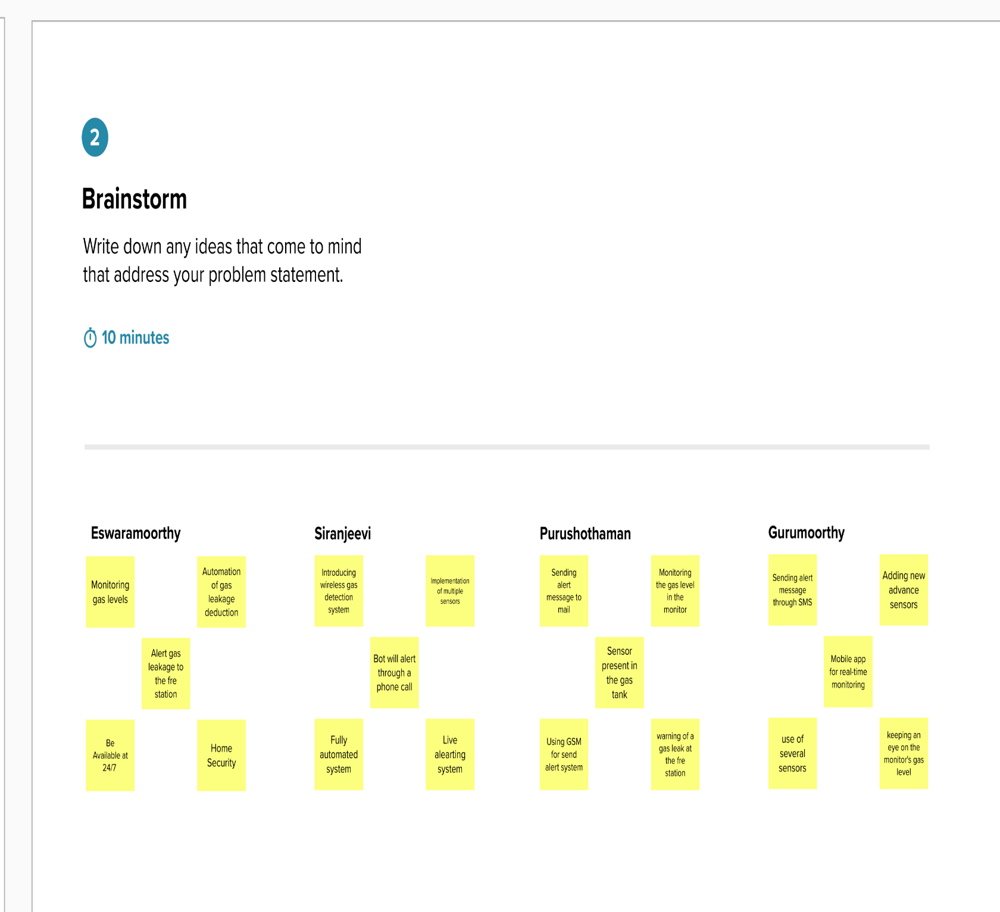 2
Brainstorm
Write down any ideas that come to mind
that address your problem statement.
10 minutes
Eswaramoorthy
Monitoring
gas levels
Automation
of gas
leakage
deduction
Alert gas
leakage to
the fre
station
Be
Available at
24/7
Home
Security
Siranjeevi
Introducing
wireless gas
detection
system
Implementation
of multiple
sensors
Bot will alert
through a
phone call
Fully
automated
system
Live
alearting
system
Purushothaman
Sending
alert
message to
mail
Monitoring
the gas level
in the
monitor
Sensor
present in
the gas
tank
Using GSM
for send
alert system
warning of a
gas leak at
the fre
station
Gurumoorthy
Sending alert
message
through SMS
Adding new
advance
sensors
Mobile app
for real-time
monitoring
use of
several
sensors
keeping an
eye on the
monitor's gas
level